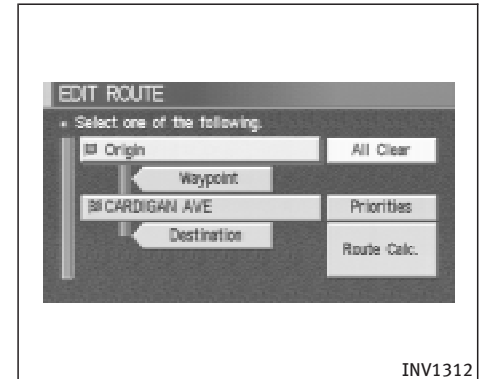 EDIT ROUTE
Select one of the following.
Origin
All Clear
Waypoint
CARDIGAN AVE
Priorities
Destination
Route Calc.
INV1312